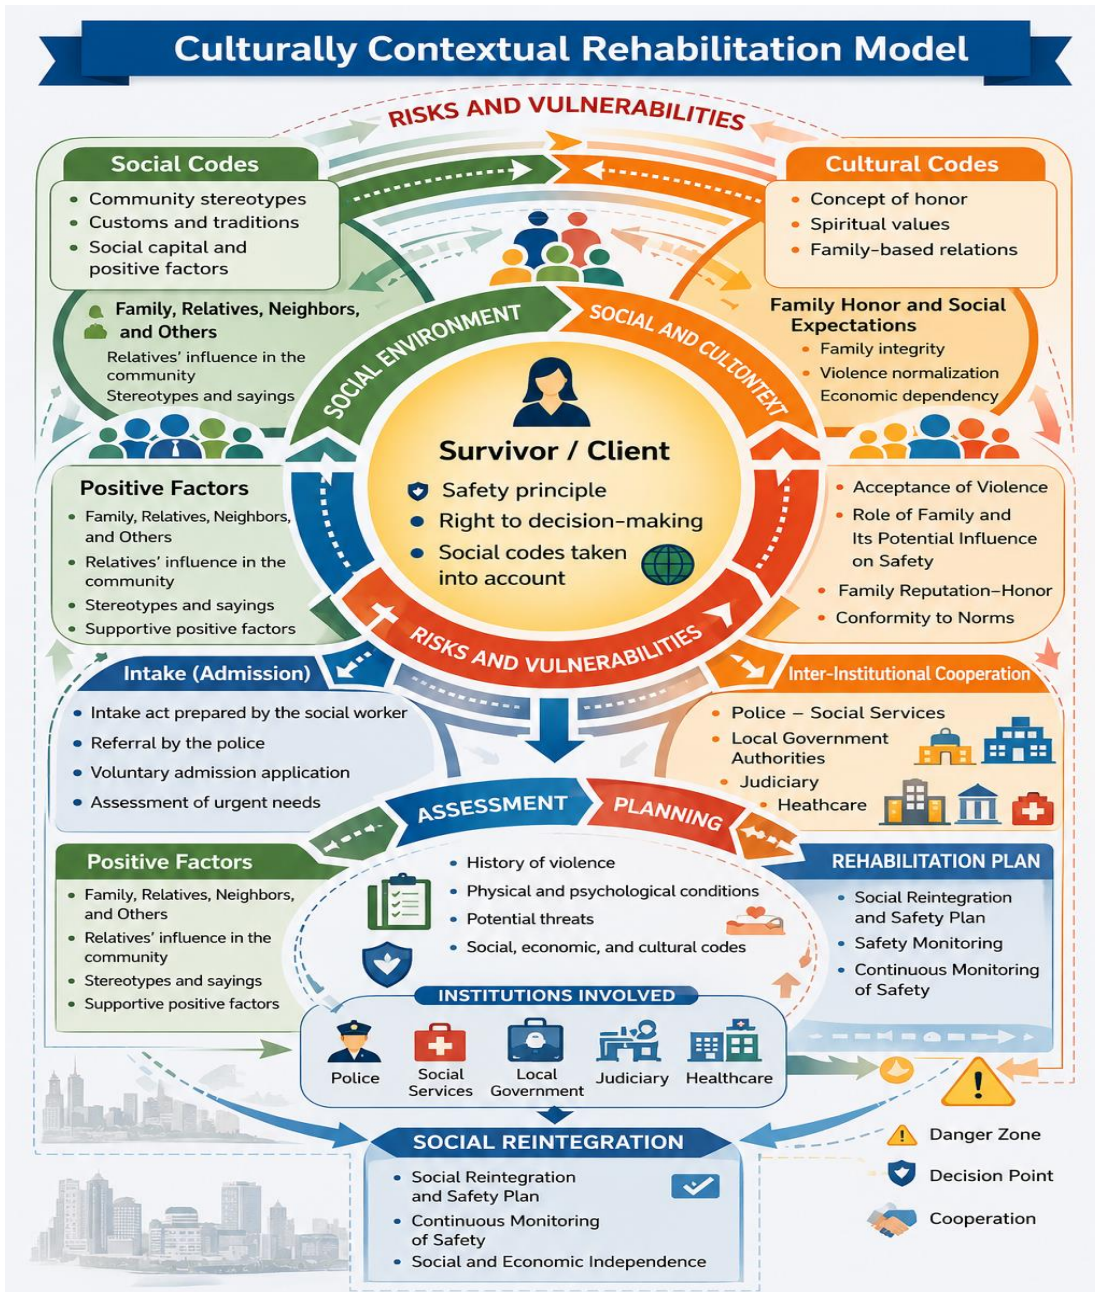 Culturally Contextual Rehabilitation Model
RISKS AND VULNERABILITIES
Social Codes
• Community stereotypes
• Customs and traditions
• Social capital and
positive factors
Cultural Codes
• Concept of honor
• Spiritual values
• Family-based relations
Family, Relatives, Neighbors,
and Others
Relatives' influence in the
community
Stereotypes and sayings
Family Honor and Social
Expectations
• Family integrity
• Violence normalization
Economic dependency
SOCIAL ENVIRONMENT
SOCIAL AND CULTCONTEXT
Survivor / Client
Safety principle
• Right to decision-making
• Social codes taken
into account
RISKS AND VULNERABILITIES
Positive Factors
• Family, Relatives, Neighbors,
and Others
• Relatives' influence in the
community
• Stereotypes and sayings
• Supportive positive factors
• Acceptance of Violence
• Role of Family and
Its Potential Influence
on Safety
• Family Reputation–Honor
• Conformity to Norms
Intake (Admission)
• Intake act prepared by the social worker
• Referral by the police
• Voluntary admission application
• Assessment of urgent needs
Inter-Institutional Cooperation
• Police – Social Services
• Local Government
Authorities
• Judiciary
• Heathcare
ASSESSMENT
PLANNING
• History of violence
• Physical and psychological conditions
• Potential threats
• Social, economic, and cultural codes
Positive Factors
• Family, Relatives, Neighbors,
and Others
• Relatives' influence in the
community
• Stereotypes and sayings
• Supportive positive factors
REHABILITATION PLAN
• Social Reintegration
and Safety Plan
• Safety Monitoring
• Continuous Monitoring
of Safety
INSTITUTIONS INVOLVED
Police
Social
Services
Local
Government
Judiciary
Healthcare
SOCIAL REINTEGRATION
• Social Reintegration
and Safety Plan
• Continuous Monitoring
of Safety
• Social and Economic Independence
Danger Zone
Decision Point
Cooperation